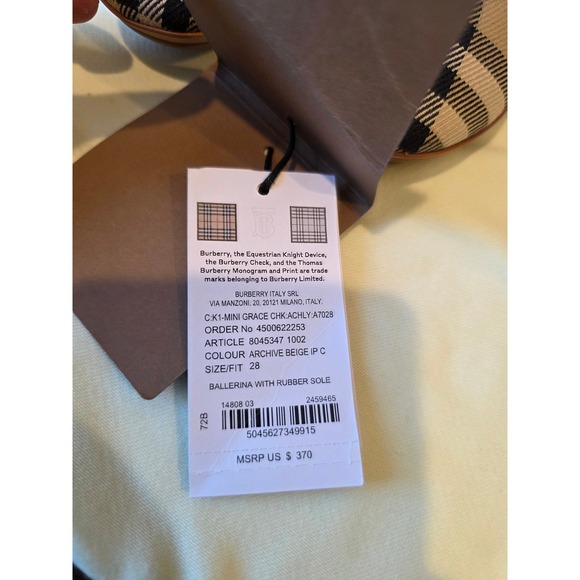 Burberry, the Equestrian Knight Device,
the Burberry Check, and the Thomas
Burberry Monogram and Print are trade
marks belonging to Burberry Limited.
BURBERRY ITALY SRL
VIA MANZONI: 20, 20121 MILANO, ITALY:
C:K1-MINI GRACE CHK:ACHLY:A7028
ORDER No 4500622253
ARTICLE 8045347 1002
COLOUR ARCHIVE BEIGE IP C
SIZE/FIT 28
BALLERINA WITH RUBBER SOLE
72B
14808 03 2459465
5045627349915
MSRP US $ 370